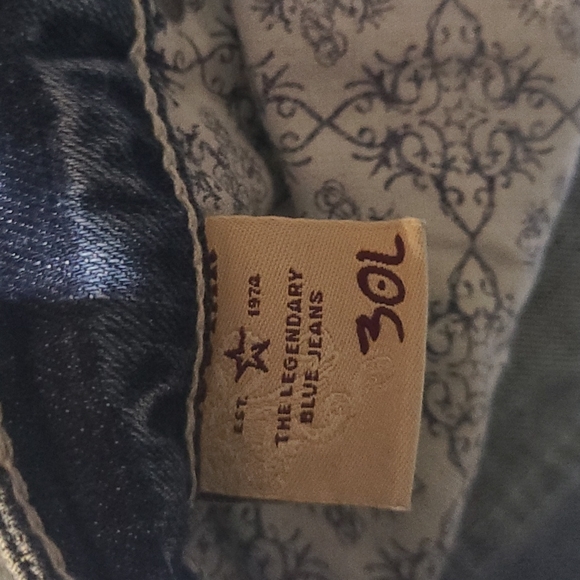 EST. 1974
THE LEGENDARY
BLUE JEANS
30L